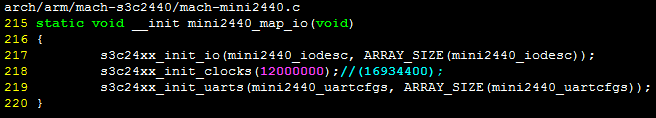 arch/arm/mach-s3c2440/mach-mini2440.c
215 static void __init mini2440_map_io(void)
216 {
217         s3c24xx_init_io(mini2440_iodesc, ARRAY_SIZE(mini2440_iodesc));
218         s3c24xx_init_clocks(12000000);//(16934400);
219         s3c24xx_init_uarts(mini2440_uartcfgs, ARRAY_SIZE(mini2440_uartcfgs));
220 }